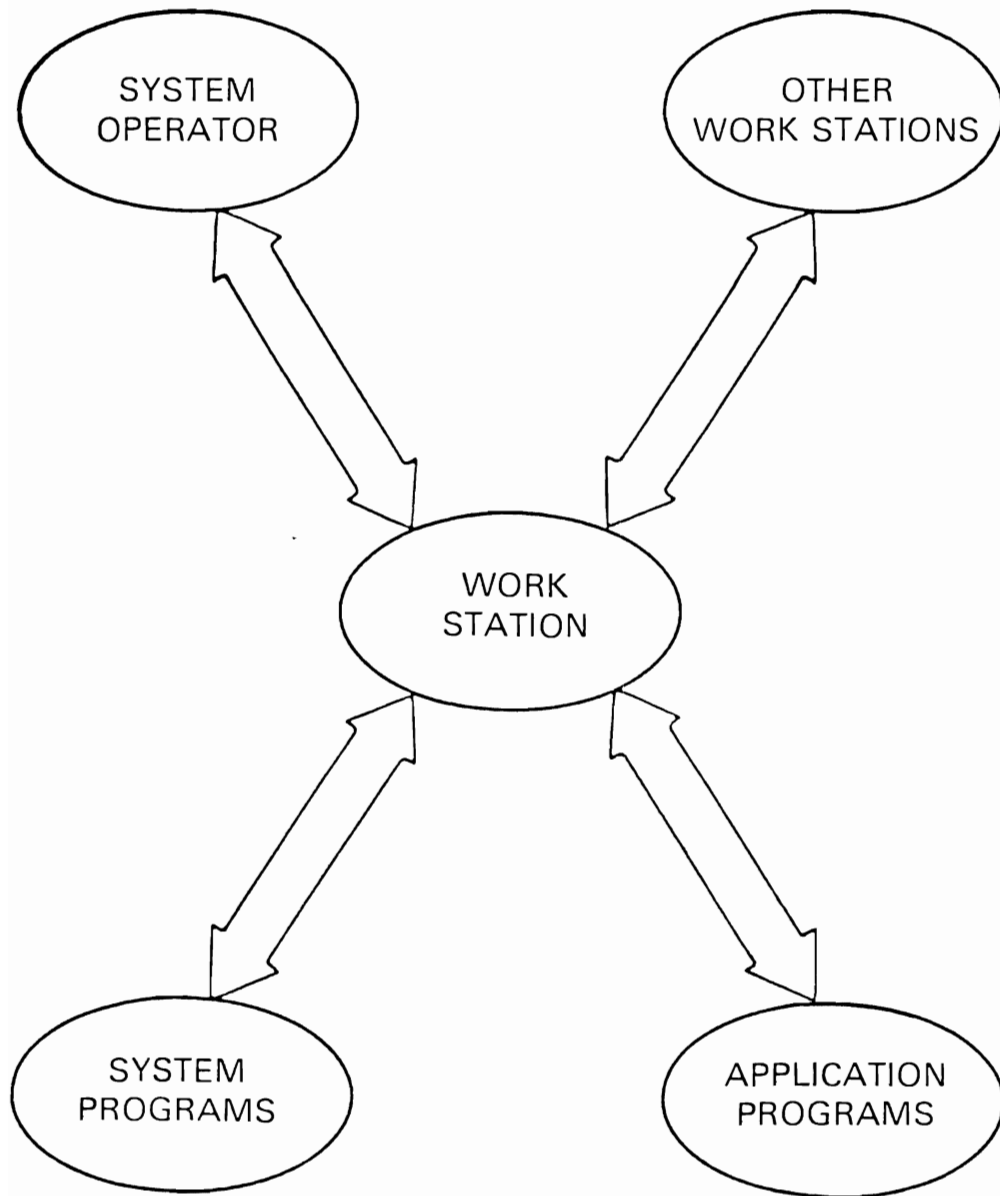 SYSTEM
OPERATOR
OTHER
WORK STATIONS
WORK
STATION
SYSTEM
PROGRAMS
APPLICATION
PROGRAMS